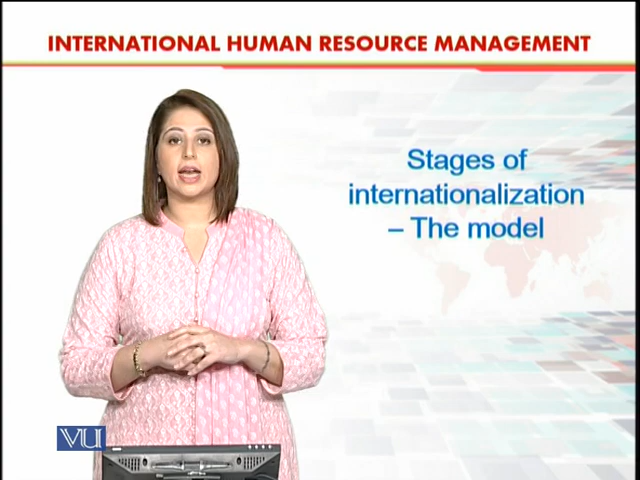 INTERNATIONAL HUMAN RESOURCE MANAGEMENT
Stages of
internationalization
– The model
VU